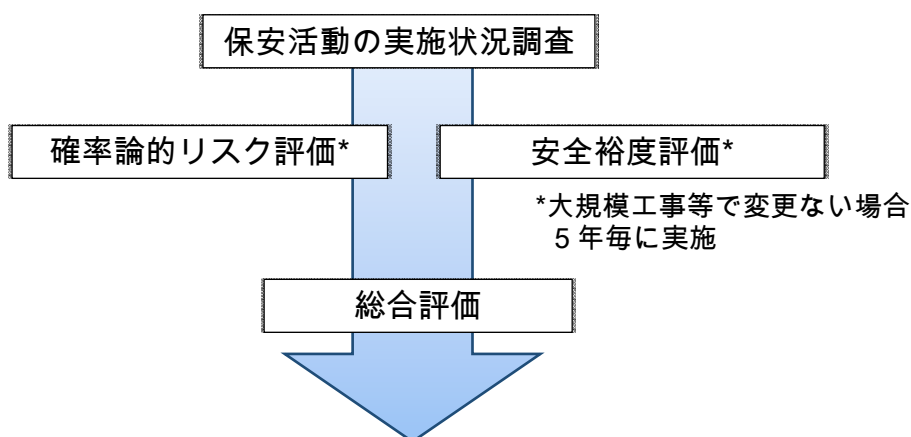 保安活動の実施状況調査
確率論的リスク評価*
安全裕度評価*
*大規模工事等で変更ない場合
5年毎に実施
総合評価